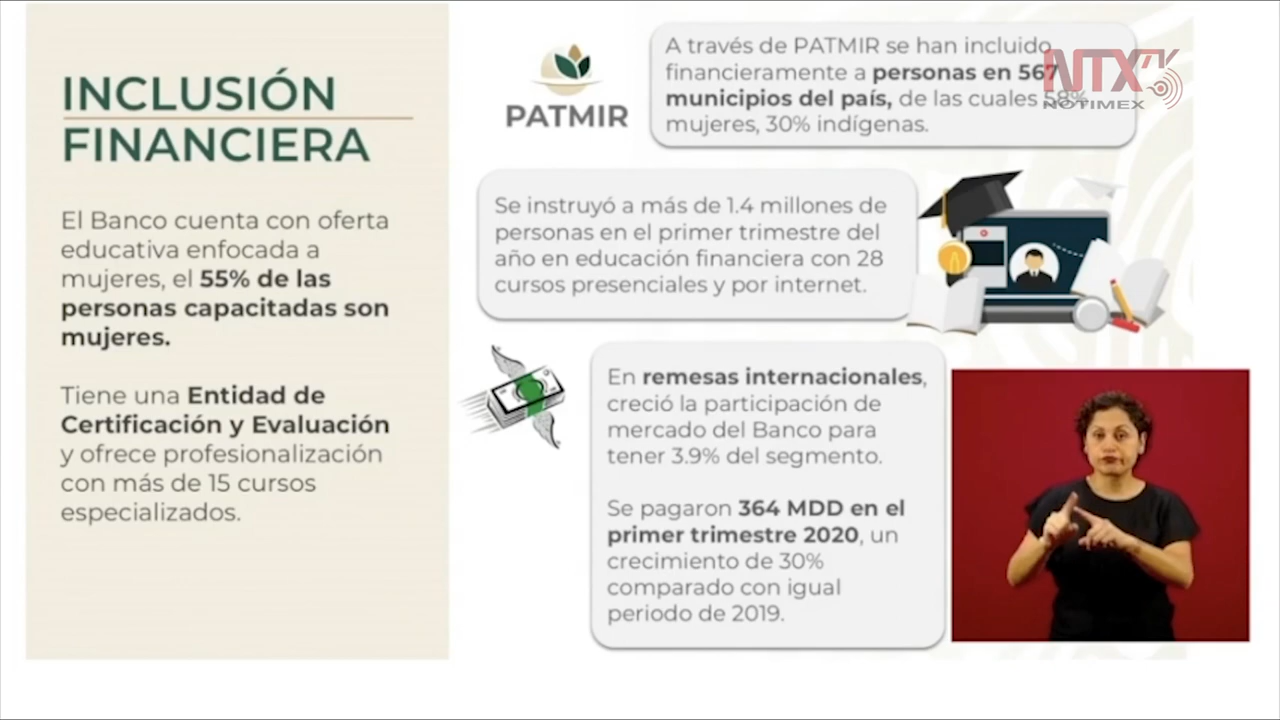 INCLUSIÓN
FINANCIERA
El Banco cuenta con oferta
educativa enfocada a
mujeres, el 55% de las
personas capacitadas son
mujeres.
Tiene una Entidad de
Certificación y Evaluación
y ofrece profesionalización
con más de 15 cursos
especializados.
PATMIR
A través de PATMIR se han incluido
financieramente a personas en 567
municipios del país, de las cuales 58%
mujeres, 30% indígenas.
NTX TV
NOTIMEX
Se instruyó a más de 1.4 millones de
personas en el primer trimestre del
año en educación financiera con 28
cursos presenciales y por internet.
En remesas internacionales,
creció la participación de
mercado del Banco para
tener 3.9% del segmento.
Se pagaron 364 MDD en el
primer trimestre 2020, un
crecimiento de 30%
comparado con igual
periodo de 2019.